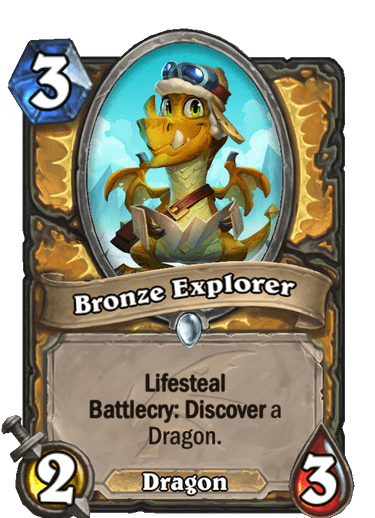 3
Bronze Explorer
Lifesteal
Battlecry: Discover a
Dragon.
2
Dragon
3